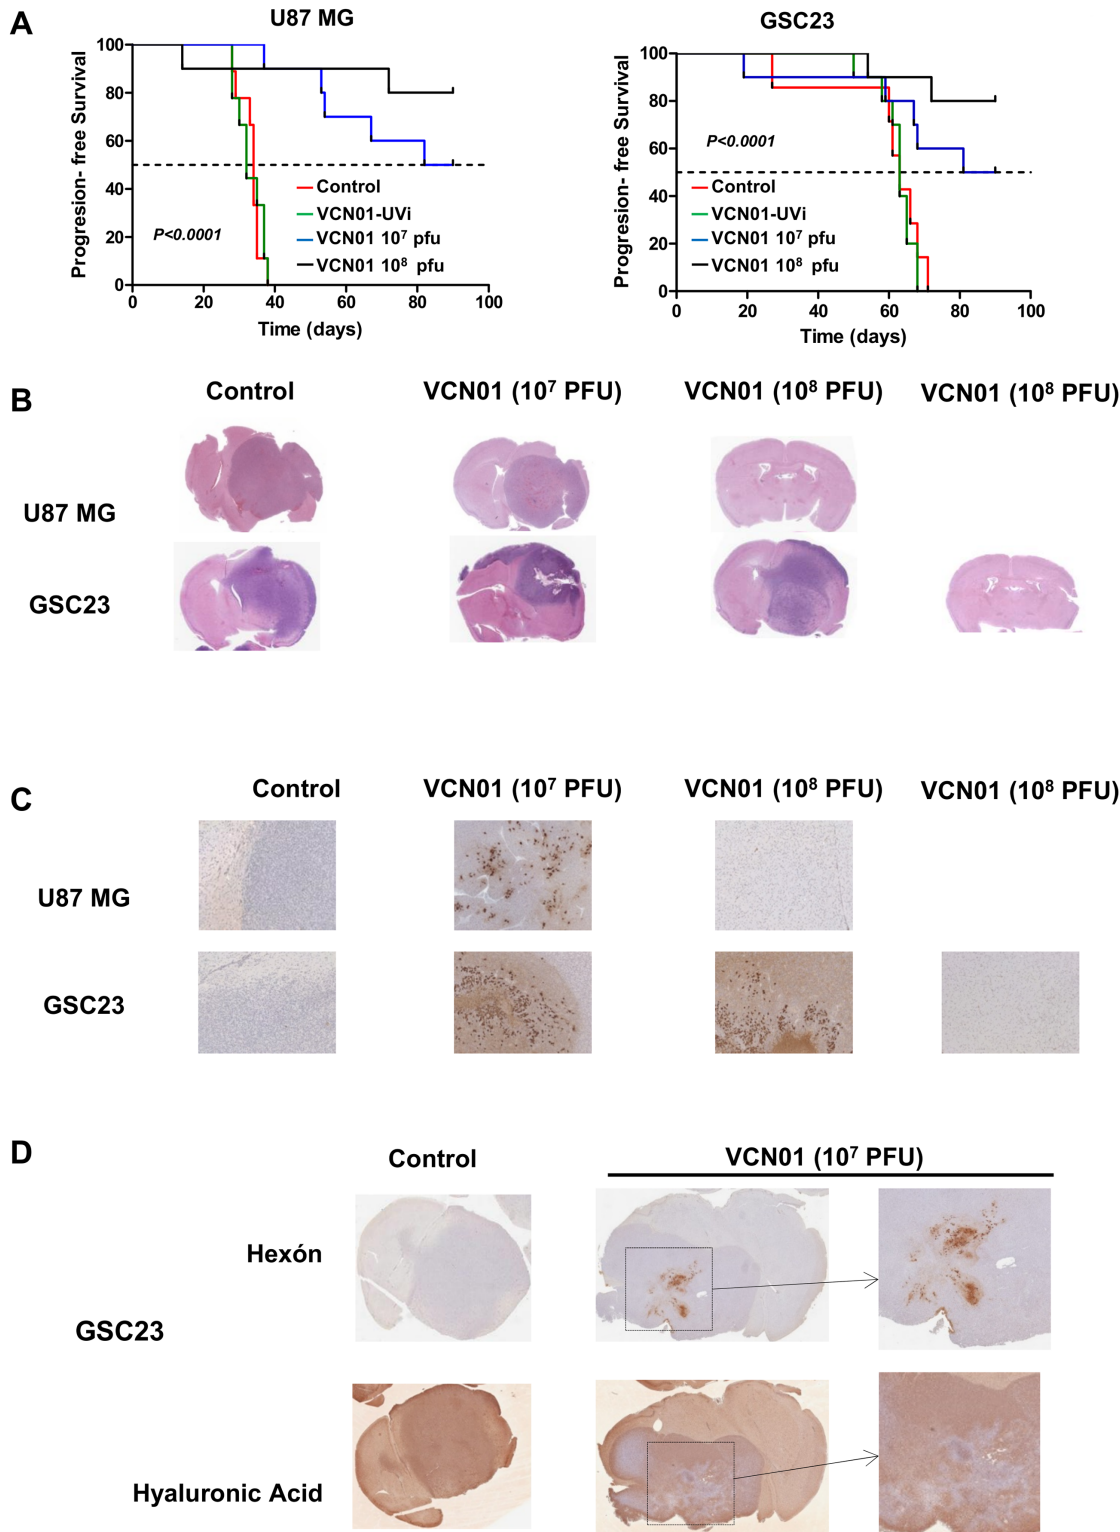 A
U87 MG
Progresion- free Survival
100
80
60
40
20
0
P<0.0001
Control
VCN01-UVi
VCN01 10⁷ pfu
VCN01 10⁸ pfu
0 20 40 60 80 100
Time (days)
GSC23
Progresion- free Survival
100
80
60
40
20
0
P<0.0001
Control
VCN01-UVi
VCN01 10⁷ pfu
VCN01 10⁸ pfu
0 20 40 60 80 100
Time (days)
B
Control VCN01 (10⁷ PFU) VCN01 (10⁸ PFU) VCN01 (10⁸ PFU)
U87 MG
GSC23
C
Control VCN01 (10⁷ PFU) VCN01 (10⁸ PFU) VCN01 (10⁸ PFU)
U87 MG
GSC23
D
Control VCN01 (10⁷ PFU)
Hexón
GSC23
Hyaluronic Acid